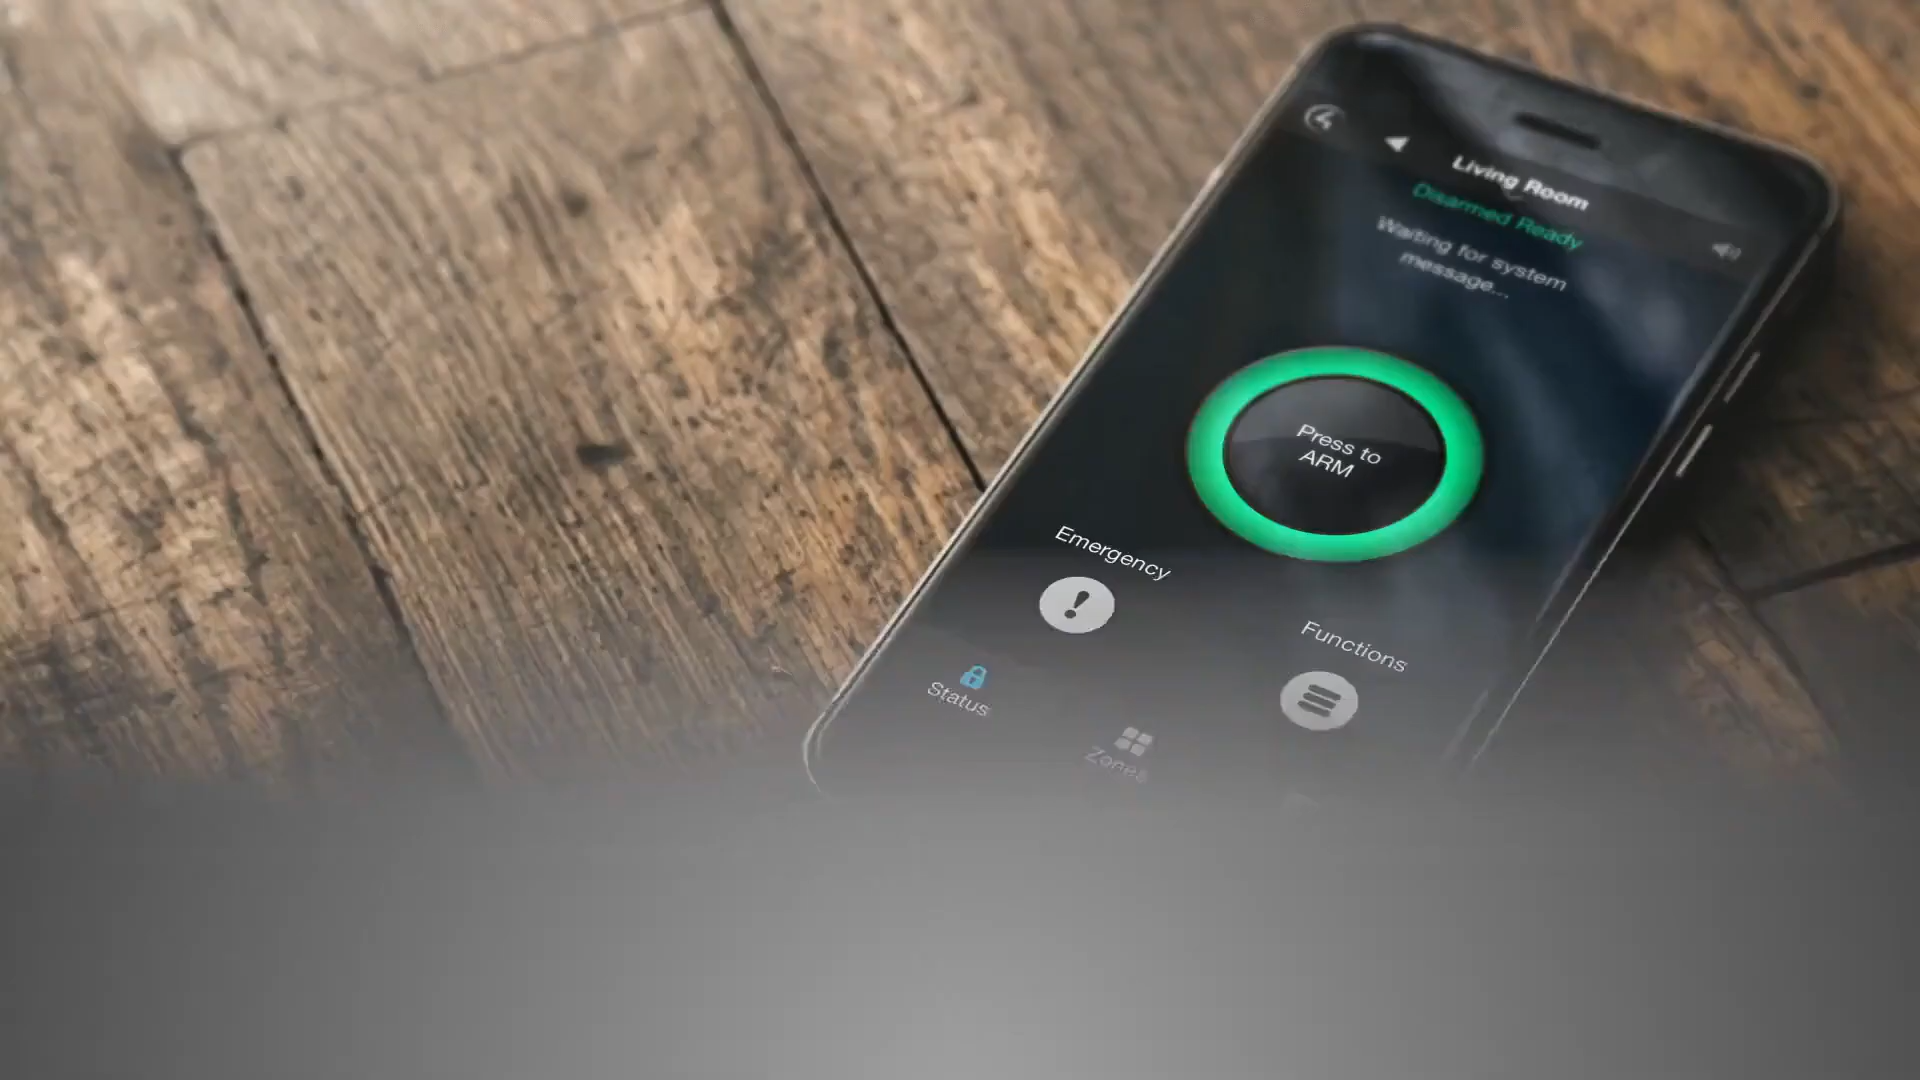 Living Room
Disarmed Ready
Waiting for system
message...
Press to
ARM
Emergency
Functions
Status
Zones